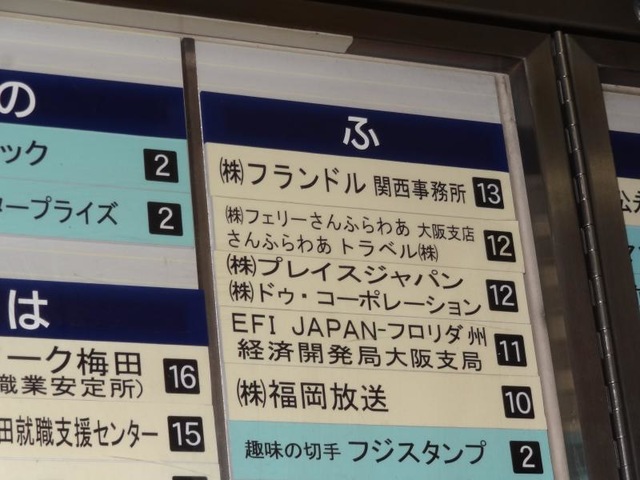 の
ック 2
ープライズ 2
は
ーク梅田
職業安定所) 16
田就職支援センター 15
ふ
㈱フランドル 関西事務所 13
㈱フェリーさんふらわあ 大阪支店
さんふらわあ トラベル㈱ 12
㈱プレイスジャパン
㈱ドゥ・コーポレーション 12
EFI JAPAN-フロリダ州
経済開発局大阪支局 11
㈱福岡放送 10
趣味の切手 フジスタンプ 2